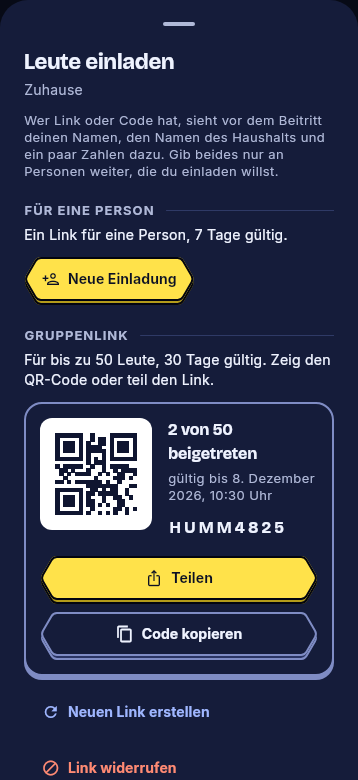 Leute einladen
Zuhause
Wer Link oder Code hat, sieht vor dem Beitritt
deinen Namen, den Namen des Haushalts und
ein paar Zahlen dazu. Gib beides nur an
Personen weiter, die du einladen willst.
FÜR EINE PERSON
Ein Link für eine Person, 7 Tage gültig.
Neue Einladung
GRUPPENLINK
Für bis zu 50 Leute, 30 Tage gültig. Zeig den
QR-Code oder teil den Link.
2 von 50
beigetreten
gültig bis 8. Dezember
2026, 10:30 Uhr
HUMM4825
Teilen
Code kopieren
Neuen Link erstellen
Link widerrufen